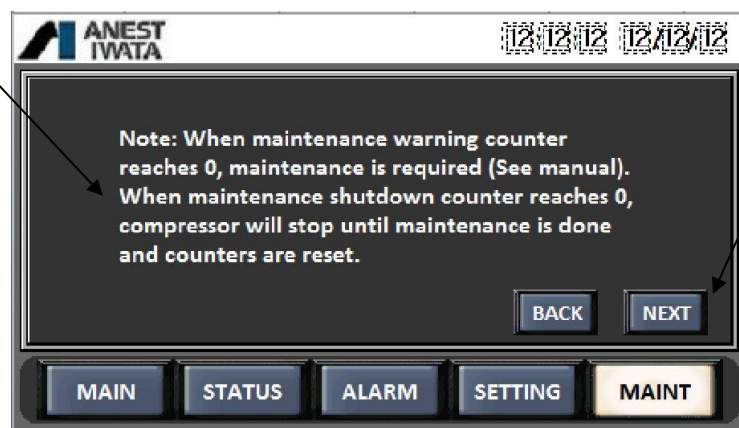 ANEST
IWATA
12:12:12 12/12/12
Note: When maintenance warning counter
reaches 0, maintenance is required (See manual).
When maintenance shutdown counter reaches 0,
compressor will stop until maintenance is done
and counters are reset.
BACK NEXT
MAIN STATUS ALARM SETTING MAINT